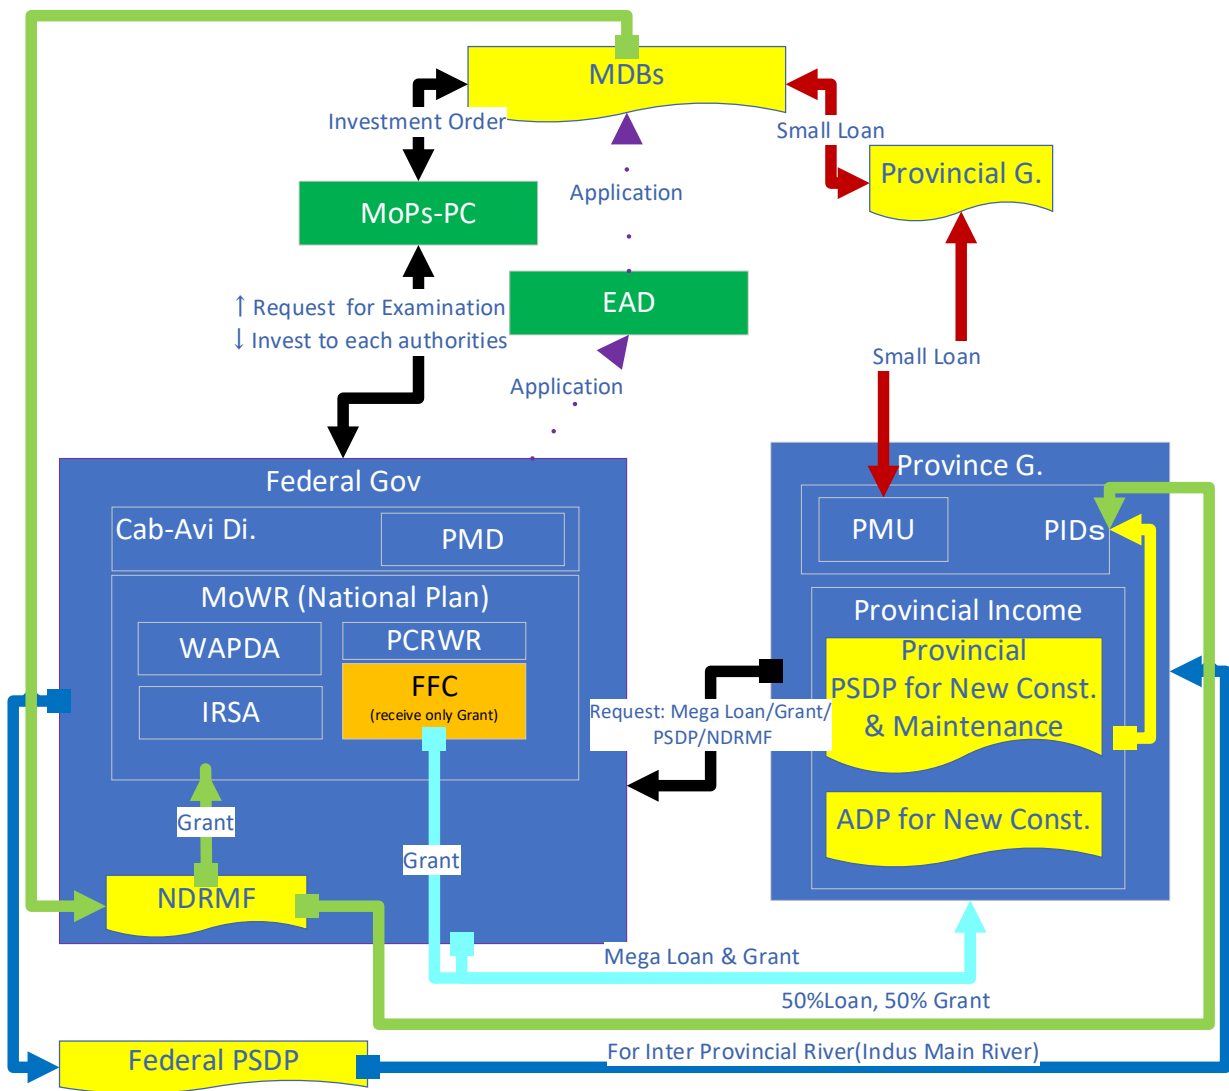 MDBs
Investment Order
Small Loan
Provincial G.
Application
MoPs-PC
EAD
↑ Request for Examination
↓ Invest to each authorities
Small Loan
Application
Federal Gov
Province G.
Cab-Avi Di.
PMD
PMU
PIDs
MoWR (National Plan)
Provincial Income
WAPDA
PCRWR
Provincial
PSDP for New Const.
& Maintenance
IRSA
FFC
(receive only Grant)
Request: Mega Loan/Grant/
PSDP/NDRMF
Grant
Grant
ADP for New Const.
NDRMF
Mega Loan & Grant
50%Loan, 50% Grant
Federal PSDP
For Inter Provincial River(Indus Main River)